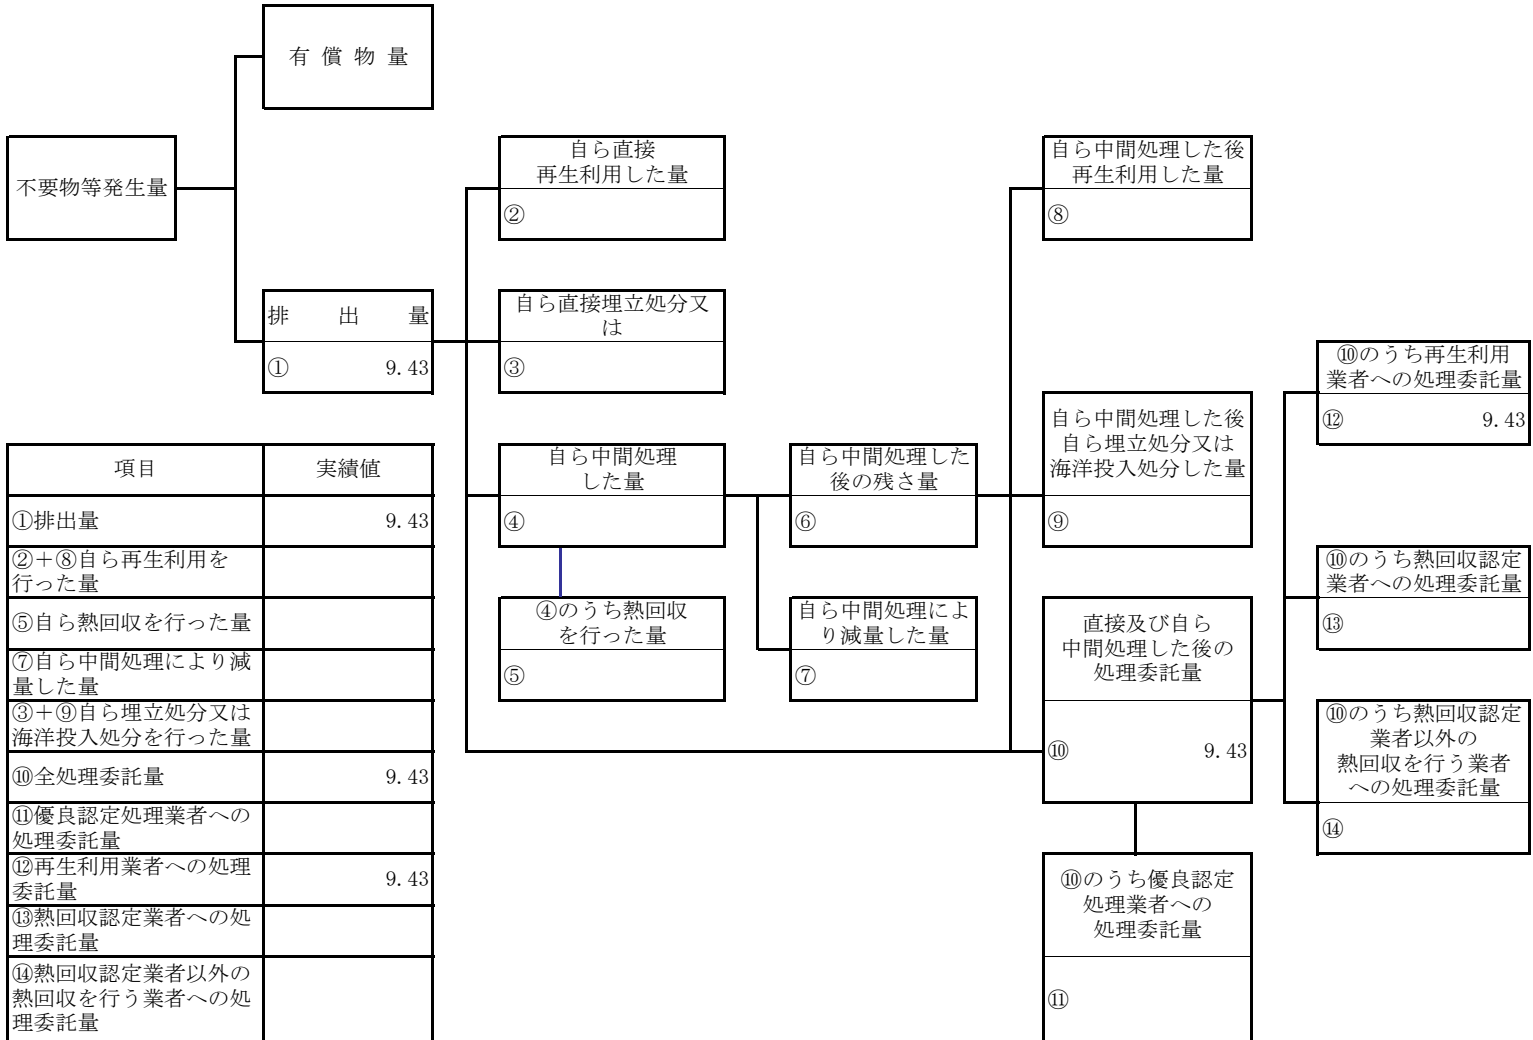 有償物量
不要物等発生量
自ら直接
再生利用した量
②
自ら中間処理した後
再生利用した量
⑧
排出量
① 9.43
自ら直接埋立処分又
は
③
⑩のうち再生利用
業者への処理委託量
⑫ 9.43
自ら中間処理
した量
④
自ら中間処理した
後の残さ量
⑥
自ら中間処理した後
自ら埋立処分又は
海洋投入処分した量
⑨
④のうち熱回収
を行った量
⑤
自ら中間処理によ
り減量した量
⑦
直接及び自ら
中間処理した後の
処理委託量
⑩ 9.43
⑩のうち熱回収認定
業者への処理委託量
⑬
⑩のうち熱回収認定
業者以外の
熱回収を行う業者
への処理委託量
⑭
⑩のうち優良認定
処理業者への
処理委託量
⑪
項目 実績値
①排出量 9.43
②＋⑧自ら再生利用を
行った量
⑤自ら熱回収を行った量
⑦自ら中間処理により減
量した量
③＋⑨自ら埋立処分又は
海洋投入処分を行った量
⑩全処理委託量 9.43
⑪優良認定処理業者への
処理委託量
⑫再生利用業者への処理
委託量 9.43
⑬熱回収認定業者への処
理委託量
⑭熱回収認定業者以外の
熱回収を行う業者への処
理委託量